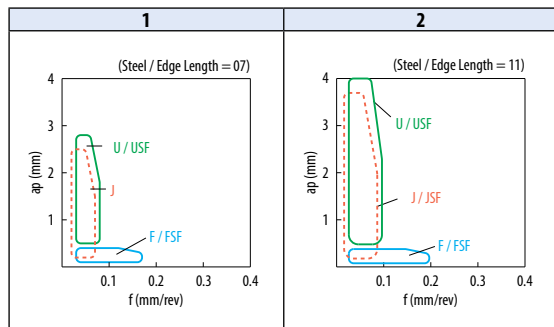 1
2
(Steel / Edge Length = 07)
4
3
2
1
ap (mm)
U / USF
J
F / FSF
0.1 0.2 0.3 0.4
f (mm/rev)
(Steel / Edge Length = 11)
4
3
2
1
ap (mm)
U / USF
J / JSF
F / FSF
0.1 0.2 0.3 0.4
f (mm/rev)